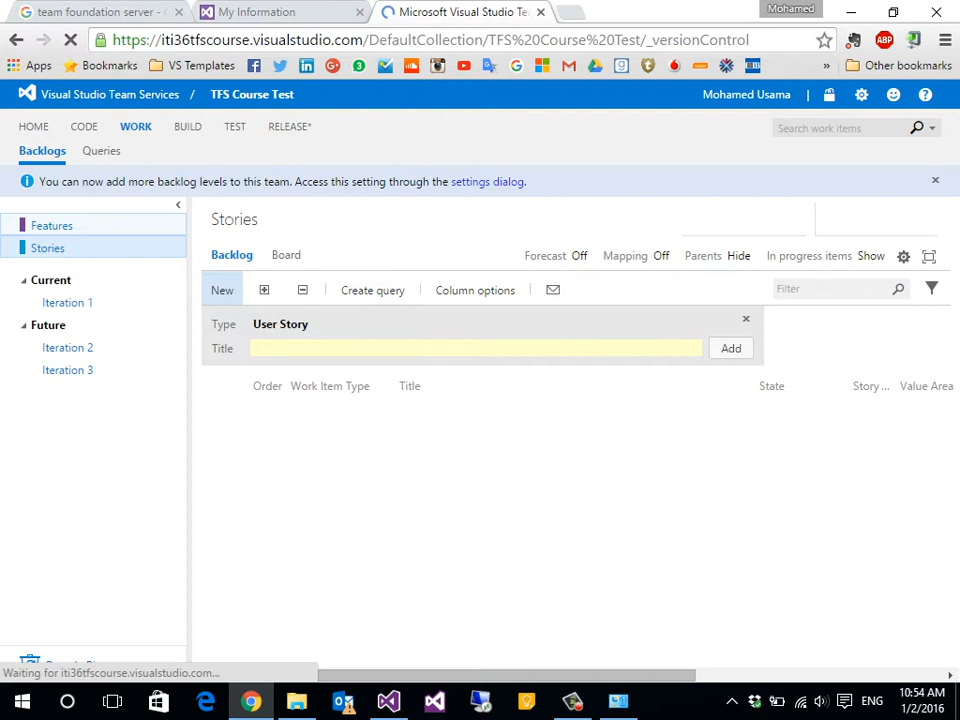 team foundation server - G
My Information
Microsoft Visual Studio Te
Mohamed
https://iti36tfscourse.visualstudio.com/DefaultCollection/TFS%20Course%20Test/_versionControl
Apps
Bookmarks
VS Templates
»
Other bookmarks
Visual Studio Team Services / TFS Course Test
Mohamed Usama
HOME CODE WORK BUILD TEST RELEASE*
Search work items
Backlogs Queries
You can now add more backlog levels to this team. Access this setting through the settings dialog.
Features
Stories
Current
Iteration 1
Future
Iteration 2
Iteration 3
Stories
Backlog Board
Forecast Off Mapping Off Parents Hide In progress items Show
New Create query Column options
Filter
Type User Story
Title
Add
Order Work Item Type Title State Story ... Value Area
Waiting for iti36tfscourse.visualstudio.com...
ENG
10:54 AM
1/2/2016